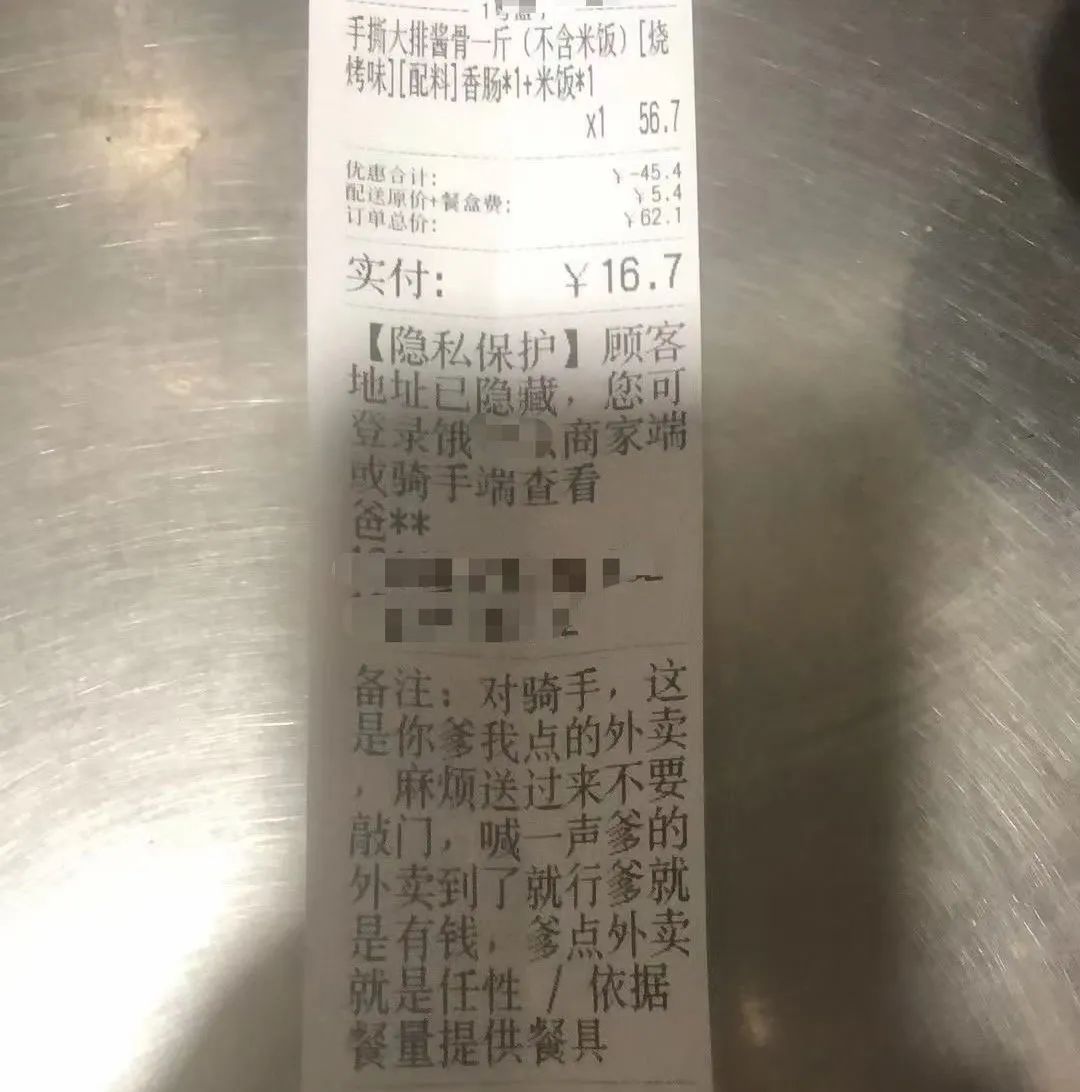 手撕大排酱骨一斤（不含米饭）[烧
烤味][配料]香肠*1+米饭*1
x1 56.7
优惠合计： ￥-45.4
配送原价+餐盒费： ￥5.4
订单总价： ￥62.1
实付： ￥16.7
【隐私保护】顾客
地址已隐藏，您可
登录饿 商家端
或骑手端查看
爸**
备注：对骑手，这
是你爹我点的外卖
，麻烦送过来不要
敲门，喊一声爹的
外卖到了就行爹就
是有钱，爹点外卖
就是任性 / 依据
餐量提供餐具